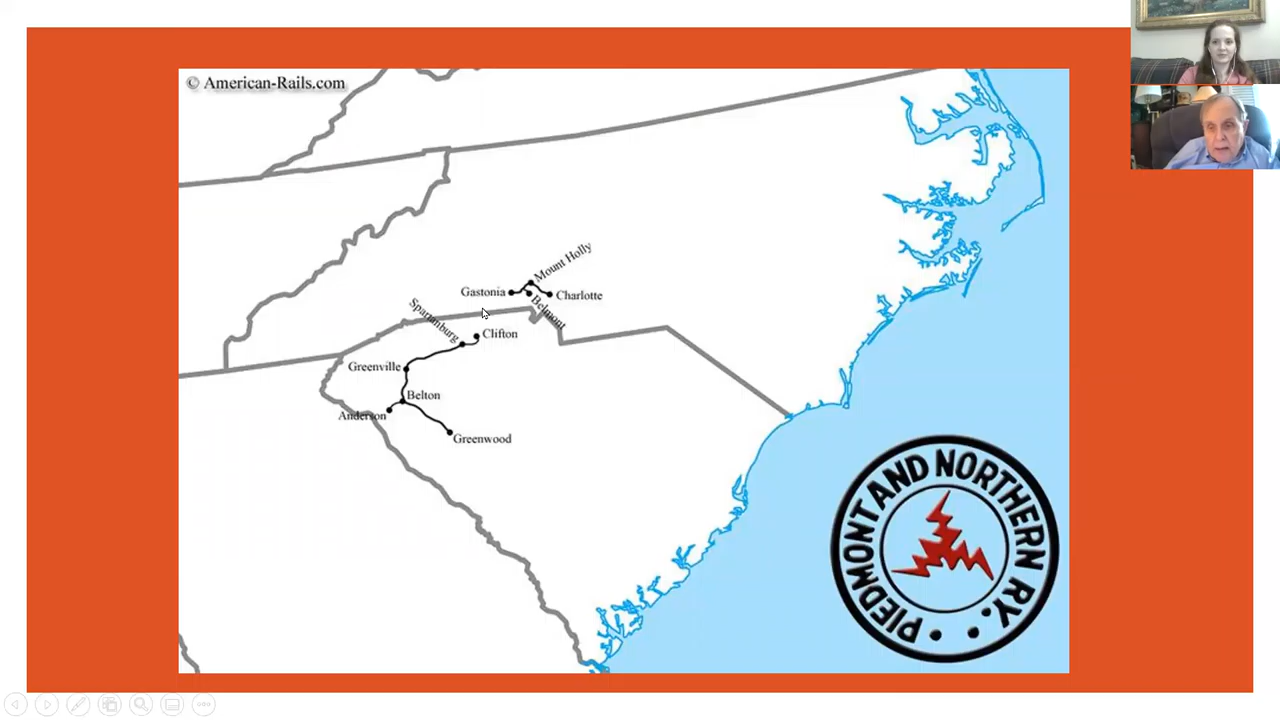 © American-Rails.com
Mount Holly
Gastonia
Charlotte
Belmont
Spartanburg
Clifton
Greenville
Belton
Anderson
Greenwood
PIEDMONT AND NORTHERN RY.